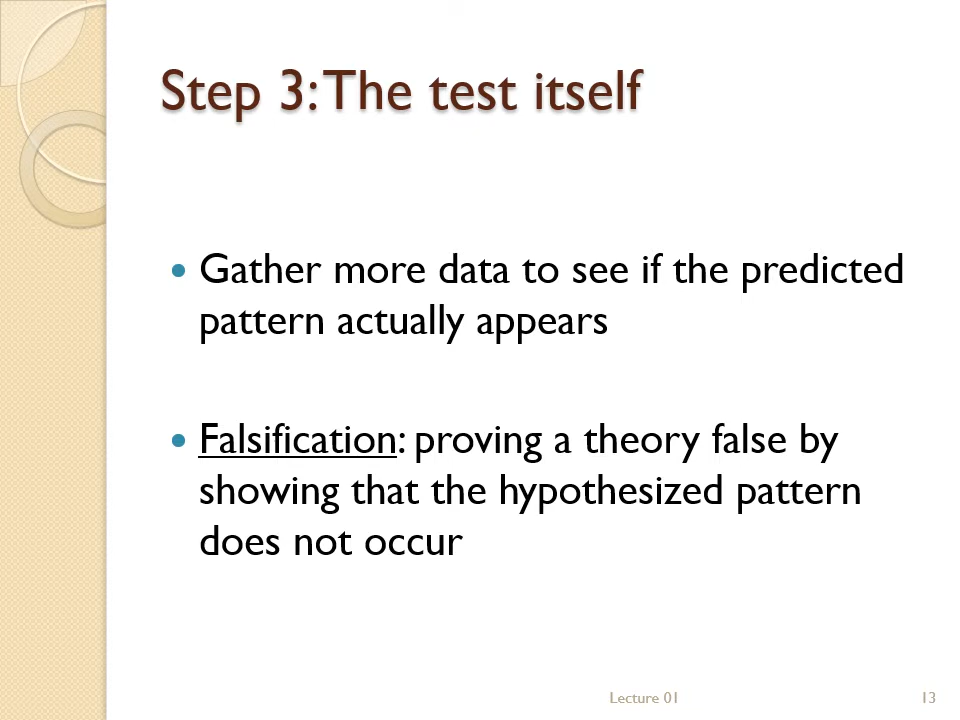 Step 3: The test itself
• Gather more data to see if the predicted
pattern actually appears
• Falsification: proving a theory false by
showing that the hypothesized pattern
does not occur
Lecture 01
13